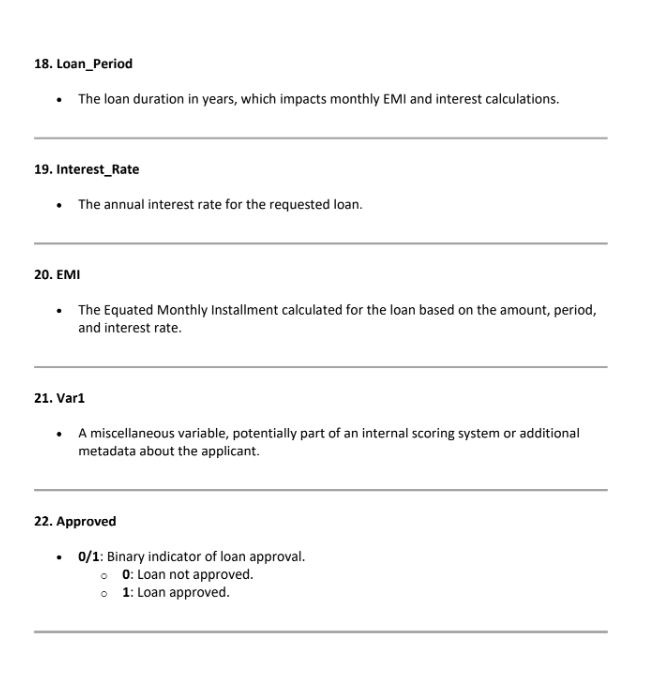 18. Loan_Period
• The loan duration in years, which impacts monthly EMI and interest calculations.
19. Interest_Rate
• The annual interest rate for the requested loan.
20. EMI
• The Equated Monthly Installment calculated for the loan based on the amount, period,
and interest rate.
21. Var1
• A miscellaneous variable, potentially part of an internal scoring system or additional
metadata about the applicant.
22. Approved
• 0/1: Binary indicator of loan approval.
○ 0: Loan not approved.
○ 1: Loan approved.